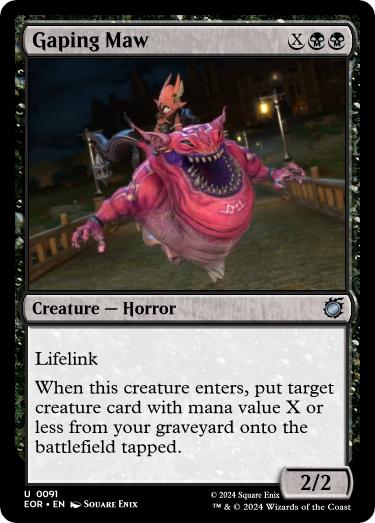 Gaping Maw X
Creature — Horror
Lifelink
When this creature enters, put target
creature card with mana value X or
less from your graveyard onto the
battlefield tapped.
2/2
U 0091
EOR • EN SQUARE ENIX
© 2024 Square Enix
™ & © 2024 Wizards of the Coast